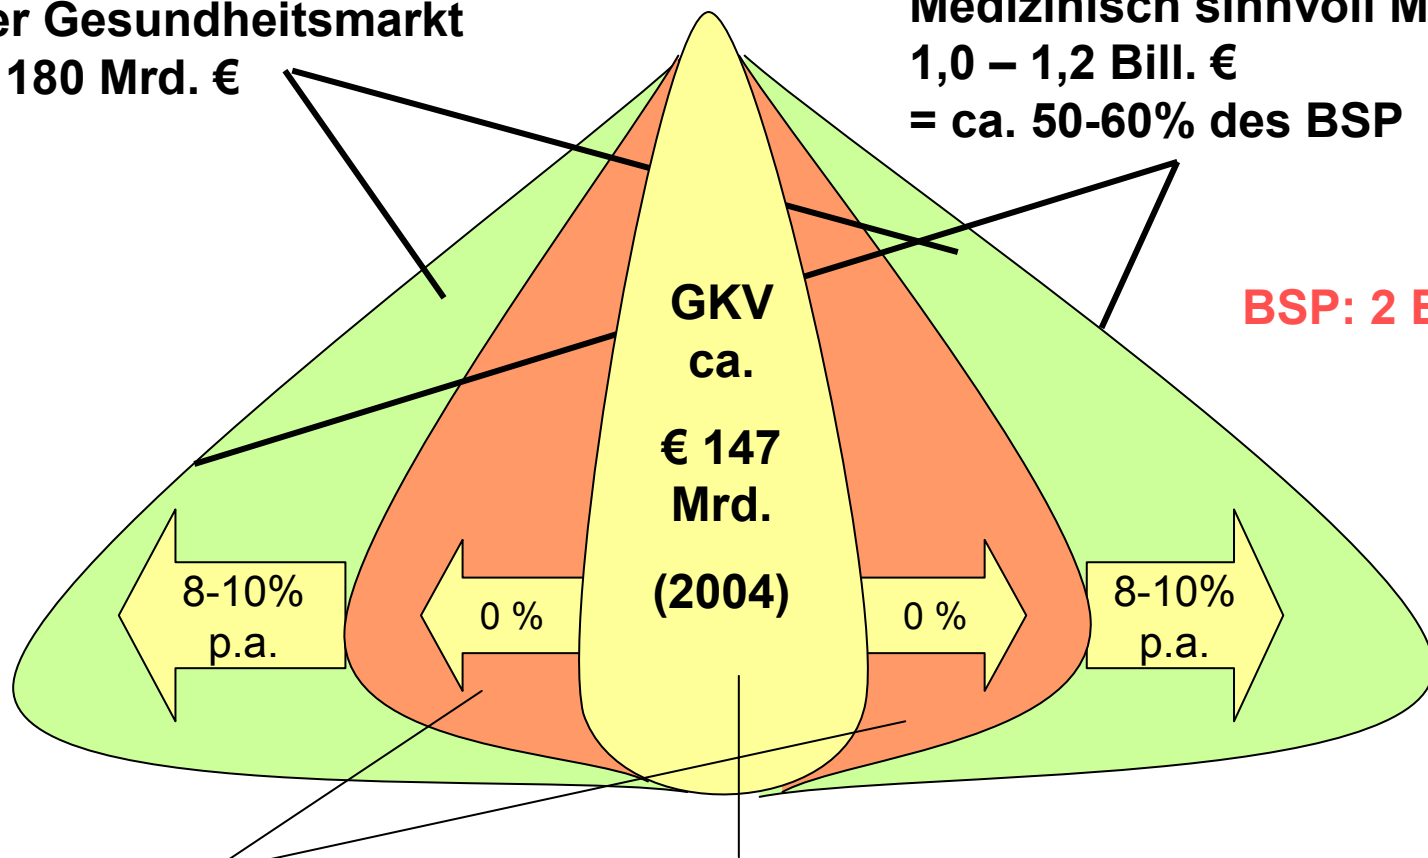 er Gesundheitsmarkt
180 Mrd. €
Medizinisch sinnvoll M
1,0 – 1,2 Bill. €
= ca. 50-60% des BSP
BSP: 2 B
GKV
ca.
€ 147
Mrd.
(2004)
8-10%
p.a.
0 %
0 %
8-10%
p.a.